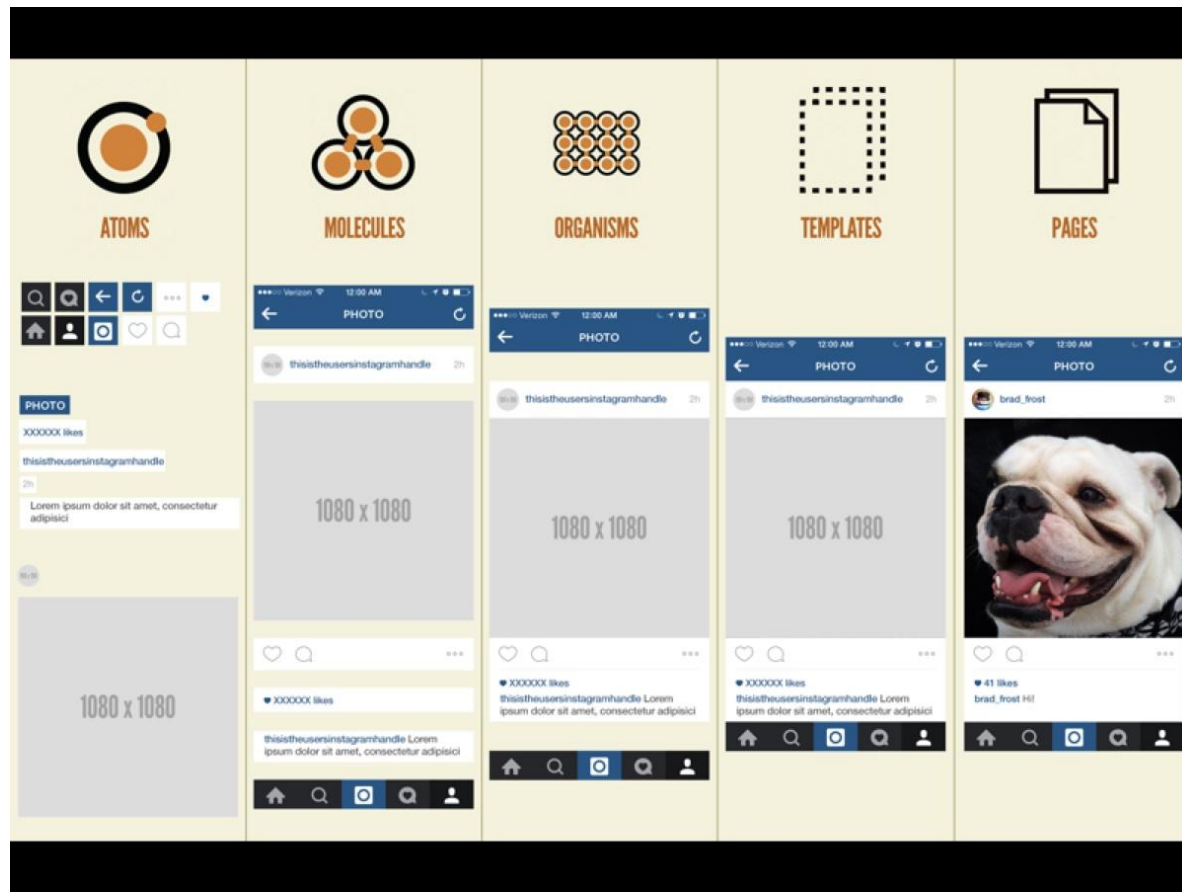 ATOMS
PHOTO
XXXXXX likes
thisistheusersinstagramhandle
2h
Lorem ipsum dolor sit amet, consectetur
adipisici
1080 x 1080
MOLECULES
Verizon 12:00 AM
PHOTO
thisistheusersinstagramhandle 2h
1080 x 1080
XXXXXX likes
thisistheusersinstagramhandle Lorem
ipsum dolor sit amet, consectetur adipisici
ORGANISMS
Verizon 12:00 AM
PHOTO
thisistheusersinstagramhandle 2h
1080 x 1080
XXXXXX likes
thisistheusersinstagramhandle Lorem
ipsum dolor sit amet, consectetur adipisici
TEMPLATES
Verizon 12:00 AM
PHOTO
thisistheusersinstagramhandle 2h
1080 x 1080
XXXXXX likes
thisistheusersinstagramhandle Lorem
ipsum dolor sit amet, consectetur adipisici
PAGES
Verizon 12:00 AM
PHOTO
brad_frost 2h
41 likes
brad_frost Hi!